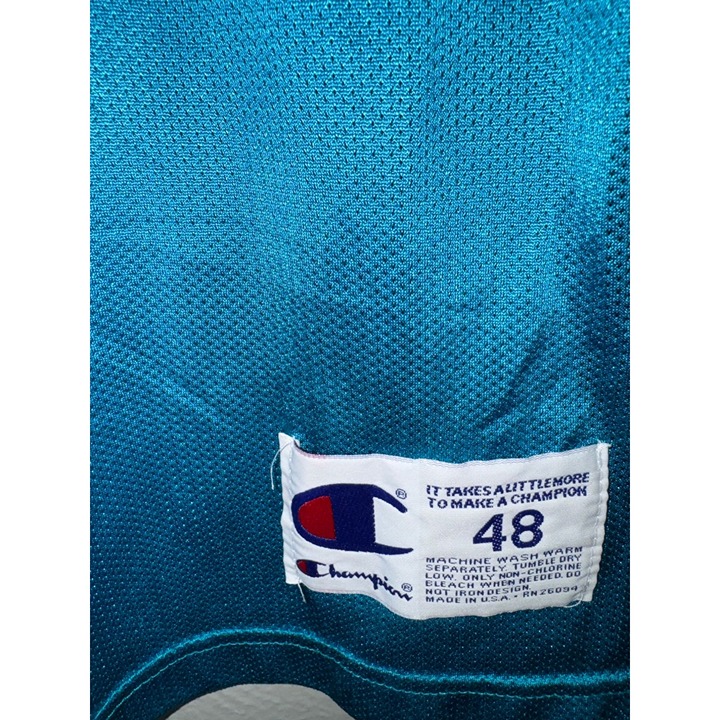 IT TAKES A LITTLE MORE
TO MAKE A CHAMPION
®
48
MACHINE WASH WARM
SEPARATELY. TUMBLE DRY
LOW. ONLY NON-CHLORINE
BLEACH WHEN NEEDED. DO
NOT IRON DESIGN.
MADE IN U.S.A. • RN 26094
Champion®